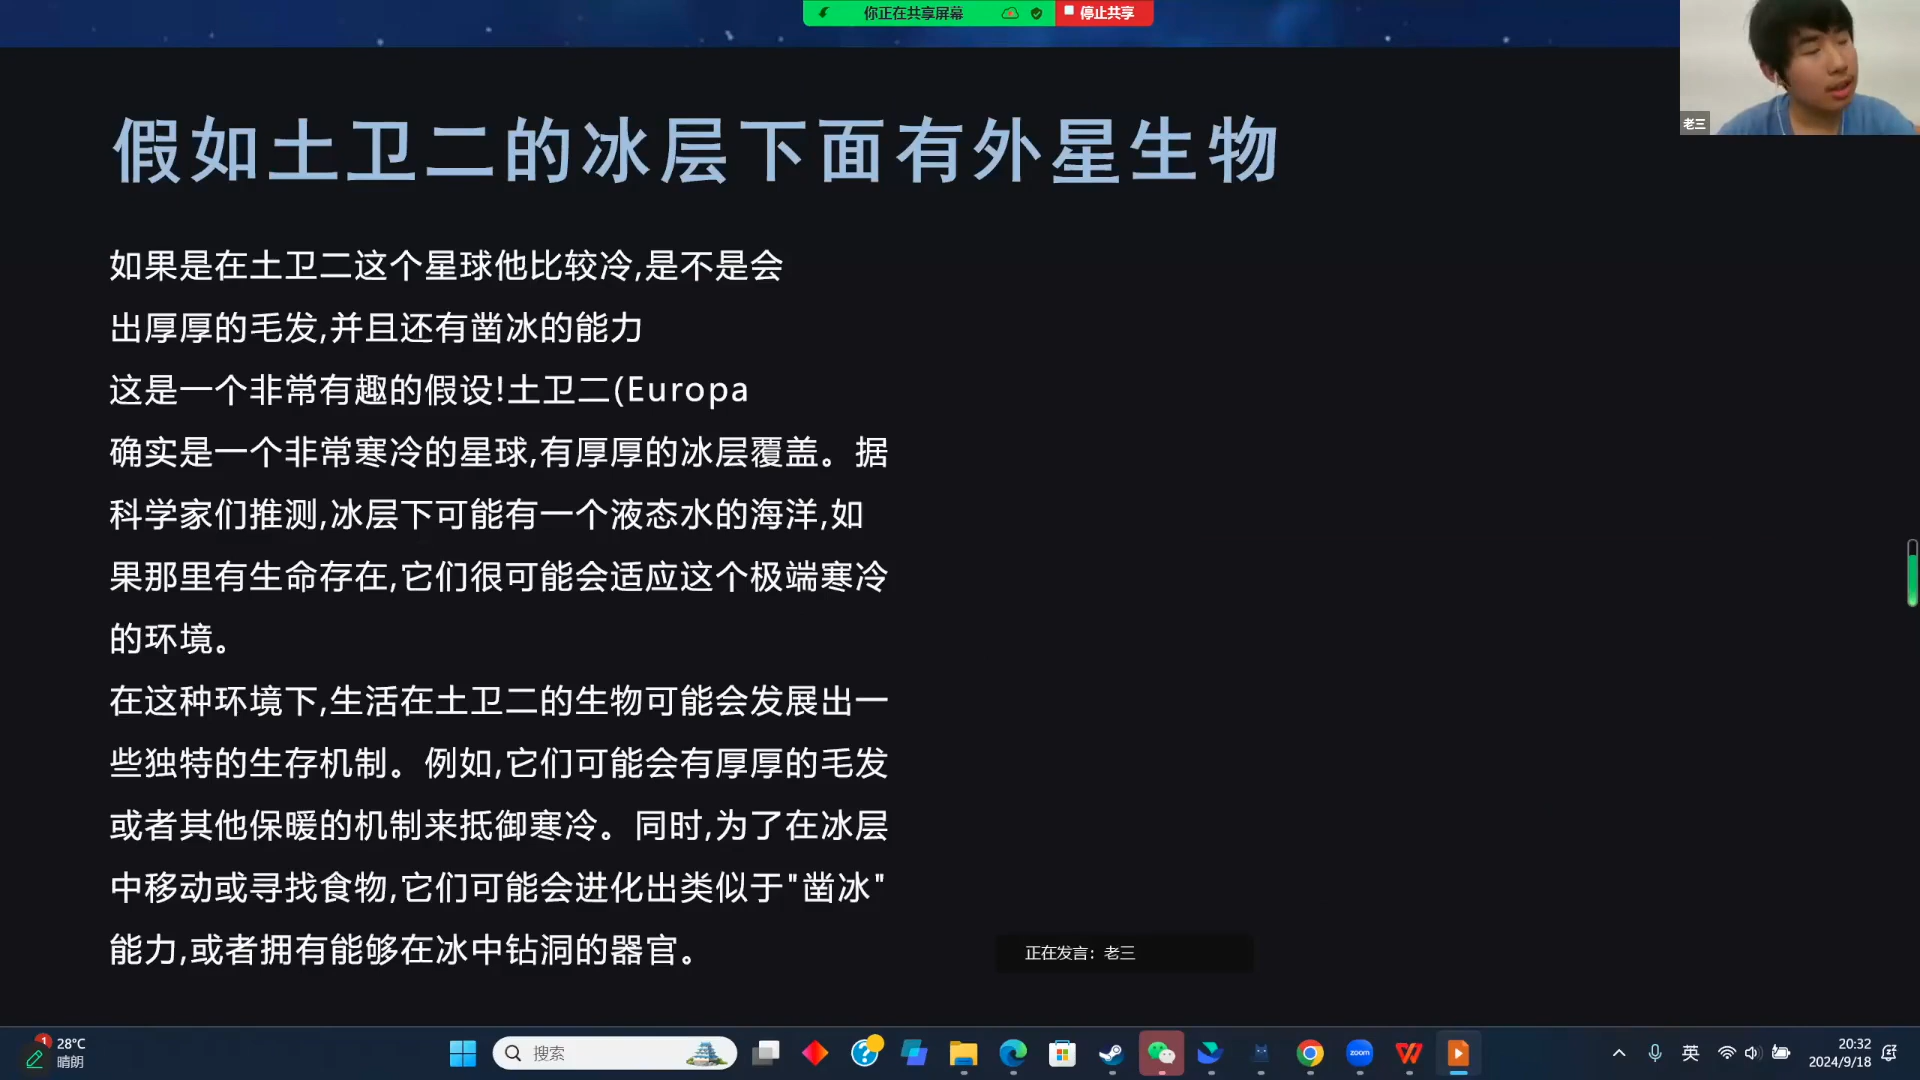 你正在共享屏幕
停止共享
老三
假如土卫二的冰层下面有外星生物
如果是在土卫二这个星球他比较冷,是不是会
出厚厚的毛发,并且还有凿冰的能力
这是一个非常有趣的假设!土卫二(Europa
确实是一个非常寒冷的星球,有厚厚的冰层覆盖。据
科学家们推测,冰层下可能有一个液态水的海洋,如
果那里有生命存在,它们很可能会适应这个极端寒冷
的环境。
在这种环境下,生活在土卫二的生物可能会发展出一
些独特的生存机制。例如,它们可能会有厚厚的毛发
或者其他保暖的机制来抵御寒冷。同时,为了在冰层
中移动或寻找食物,它们可能会进化出类似于"凿冰"
能力,或者拥有能够在冰中钻洞的器官。
正在发言: 老三
1
28°C
晴朗
搜索
zoom
英
20:32
2024/9/18